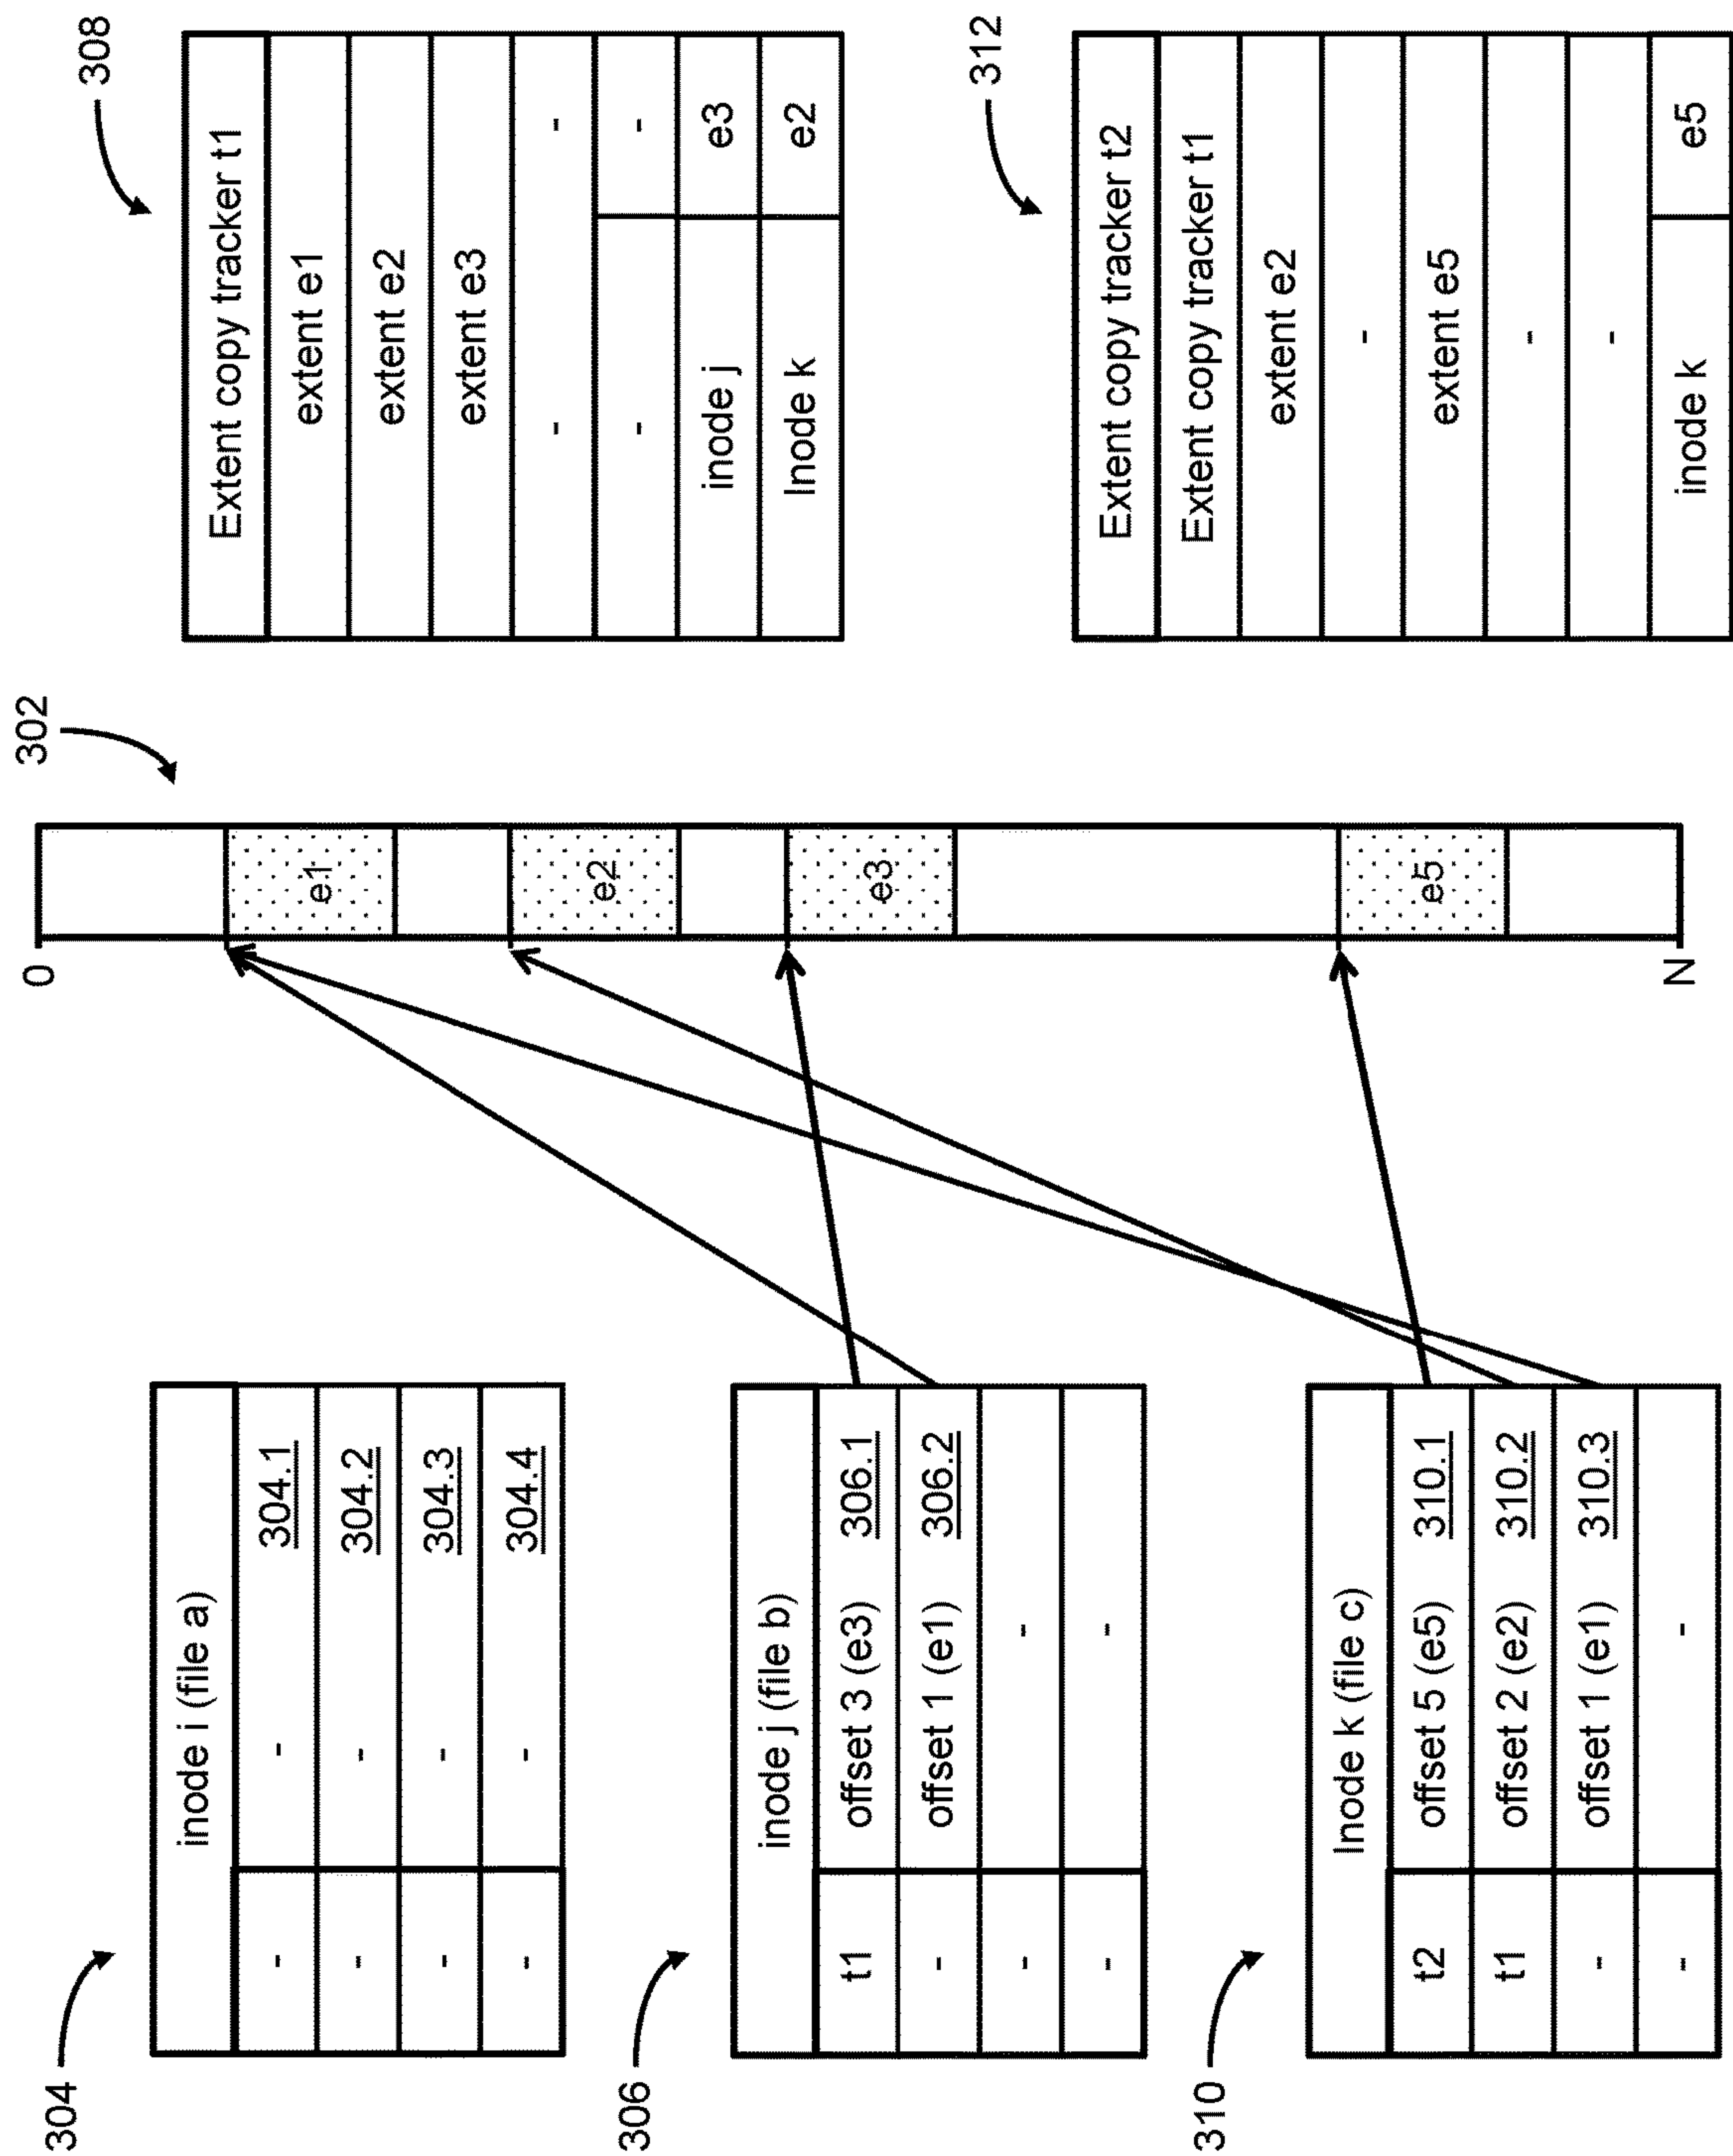 304
inode i (file a)
- - 304.1
- - 304.2
- - 304.3
- - 304.4
306
inode j (file b)
t1 offset 3 (e3) 306.1
- offset 1 (e1) 306.2
- -
- -
310
Inode k (file c)
t2 offset 5 (e5) 310.1
t1 offset 2 (e2) 310.2
- offset 1 (e1) 310.3
- -
302
0
e1
e2
e3
e5
N
308
Extent copy tracker t1
extent e1
extent e2
extent e3
- -
- -
inode j e3
Inode k e2
312
Extent copy tracker t2
Extent copy tracker t1
extent e2
-
extent e5
-
-
inode k e5